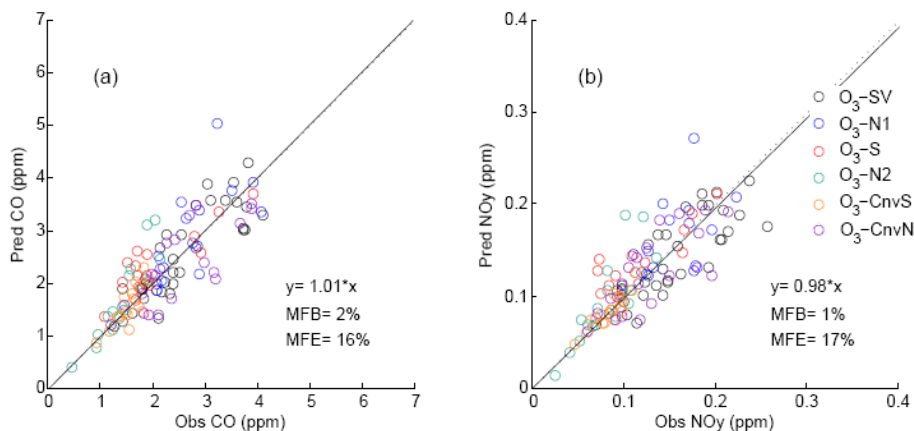 (a)
Pred CO (ppm)
7
6
5
4
3
2
1
0
0 1 2 3 4 5 6 7
Obs CO (ppm)
y= 1.01*x
MFB= 2%
MFE= 16%
(b)
Pred NOy (ppm)
0.4
0.3
0.2
0.1
0
0 0.1 0.2 0.3 0.4
Obs NOy (ppm)
O3−SV
O3−N1
O3−S
O3−N2
O3−CnvS
O3−CnvN
y= 0.98*x
MFB= 1%
MFE= 17%